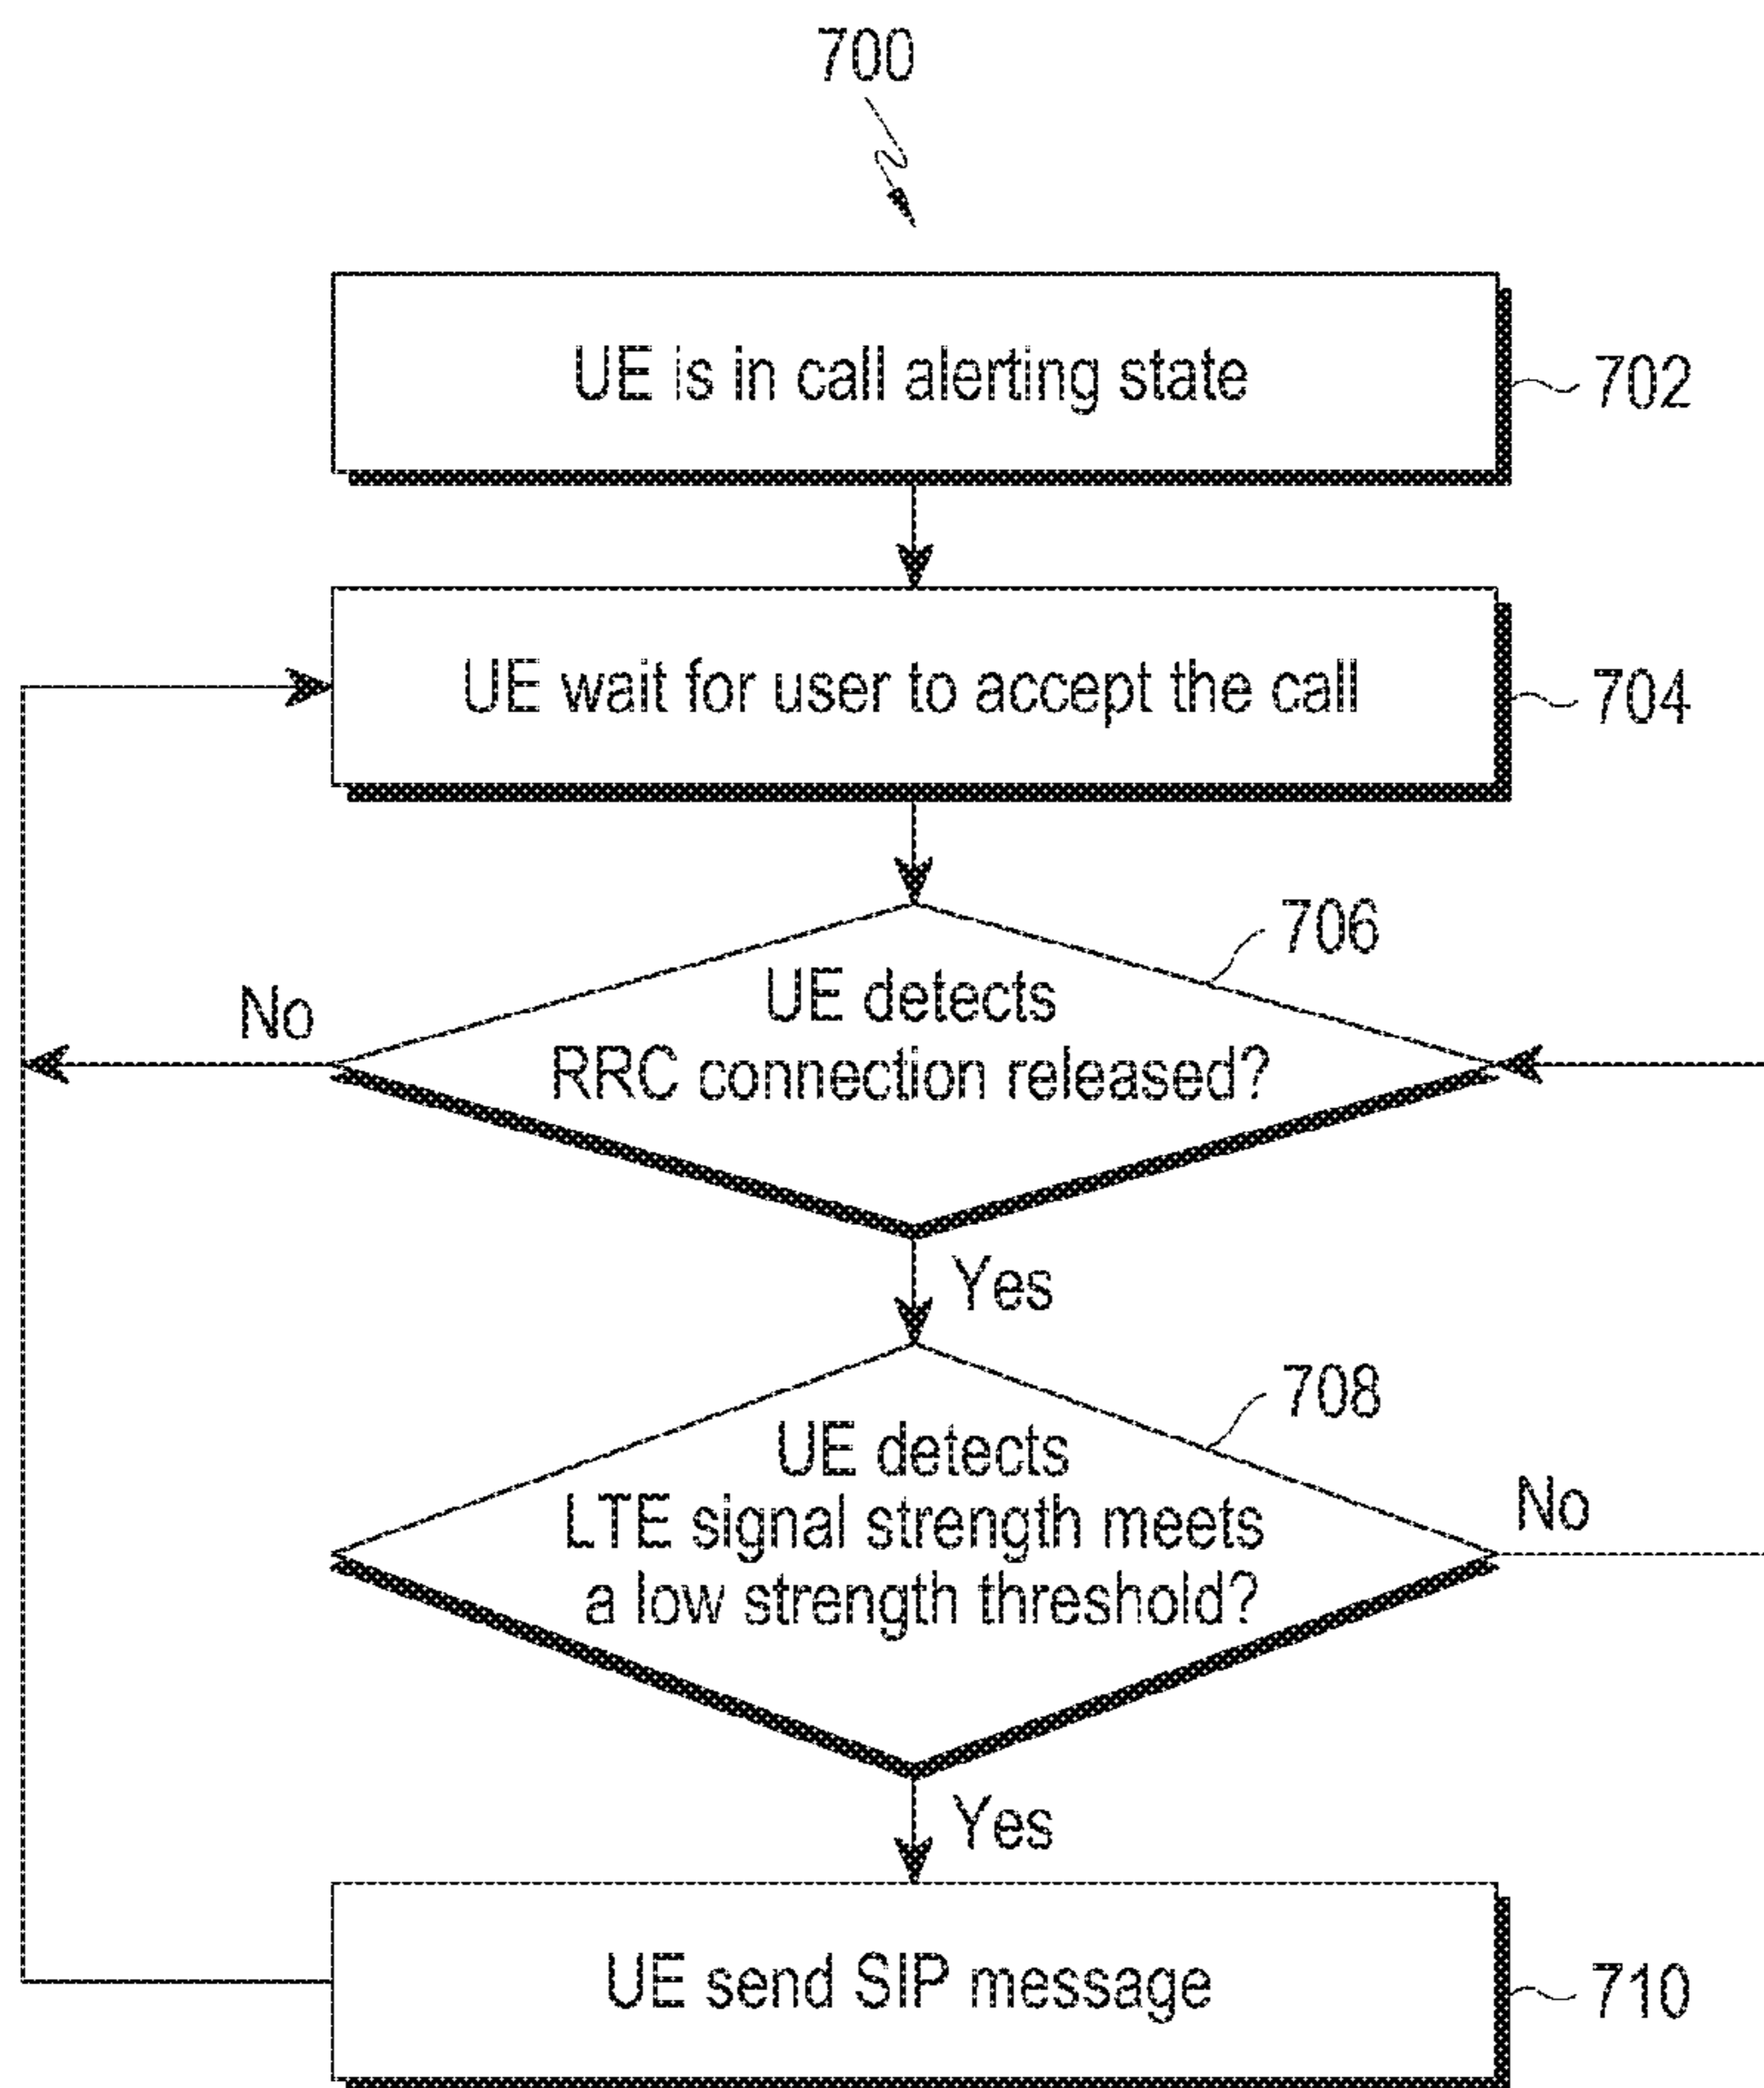 700
UE is in call alerting state
702
UE wait for user to accept the call
704
706
UE detects
RRC connection released?
No
Yes
708
UE detects
LTE signal strength meets
a low strength threshold?
No
Yes
UE send SIP message
710